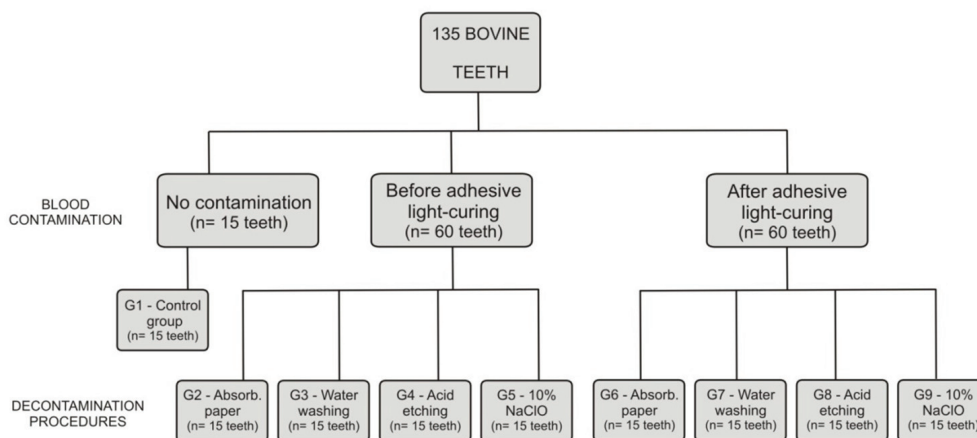 135 BOVINE
TEETH
BLOOD
CONTAMINATION
No contamination
(n= 15 teeth)
Before adhesive
light-curing
(n= 60 teeth)
After adhesive
light-curing
(n= 60 teeth)
G1 - Control
group
(n= 15 teeth)
DECONTAMINATION
PROCEDURES
G2 - Absorb.
paper
(n= 15 teeth)
G3 - Water
washing
(n= 15 teeth)
G4 - Acid
etching
(n= 15 teeth)
G5 - 10%
NaClO
(n= 15 teeth)
G6 - Absorb.
paper
(n= 15 teeth)
G7 - Water
washing
(n= 15 teeth)
G8 - Acid
etching
(n= 15 teeth)
G9 - 10%
NaClO
(n= 15 teeth)